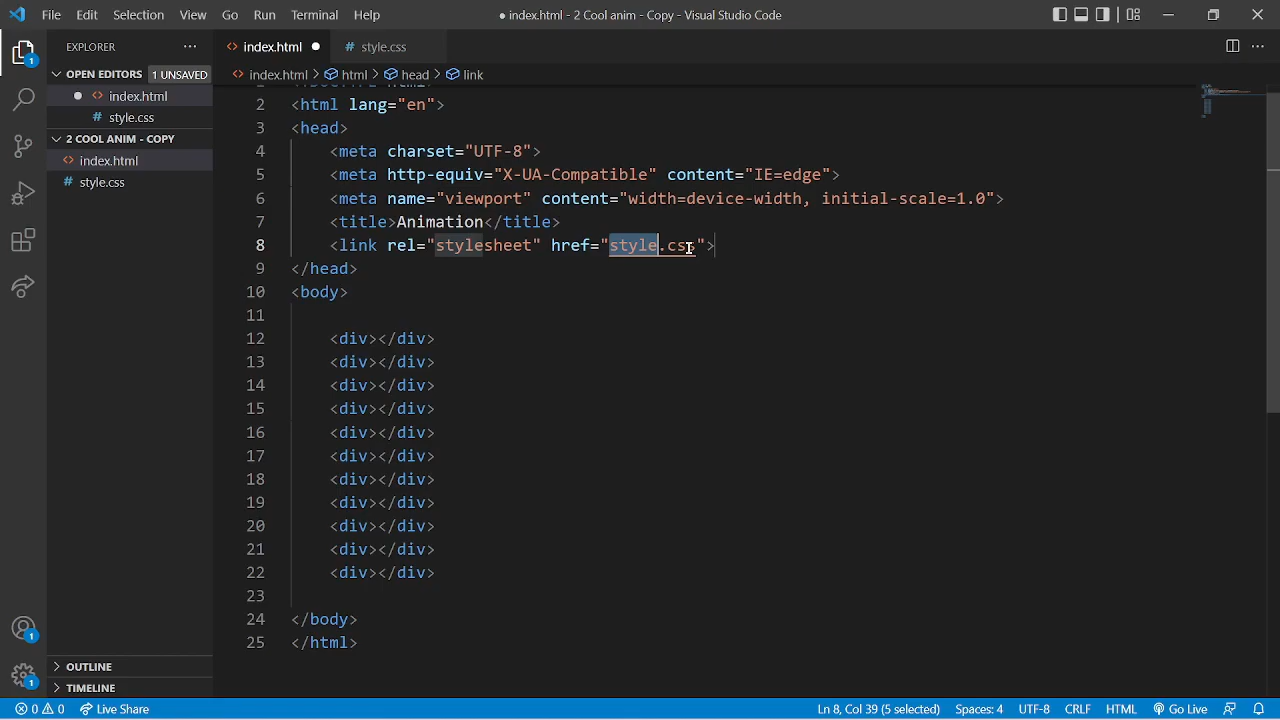 File Edit Selection View Go Run Terminal Help
● index.html - 2 Cool anim - Copy - Visual Studio Code
EXPLORER
index.html
style.css
OPEN EDITORS 1 UNSAVED
index.html > html > head > link
index.html
style.css
2 COOL ANIM - COPY
index.html
style.css
2 <html lang="en">
3 <head>
4 <meta charset="UTF-8">
5 <meta http-equiv="X-UA-Compatible" content="IE=edge">
6 <meta name="viewport" content="width=device-width, initial-scale=1.0">
7 <title>Animation</title>
8 <link rel="stylesheet" href="style.css">
9 </head>
10 <body>
11
12 <div></div>
13 <div></div>
14 <div></div>
15 <div></div>
16 <div></div>
17 <div></div>
18 <div></div>
19 <div></div>
20 <div></div>
21 <div></div>
22 <div></div>
23
24 </body>
25 </html>
OUTLINE
TIMELINE
1
1
1
0 0 Live Share Ln 8, Col 39 (5 selected) Spaces: 4 UTF-8 CRLF HTML Go Live